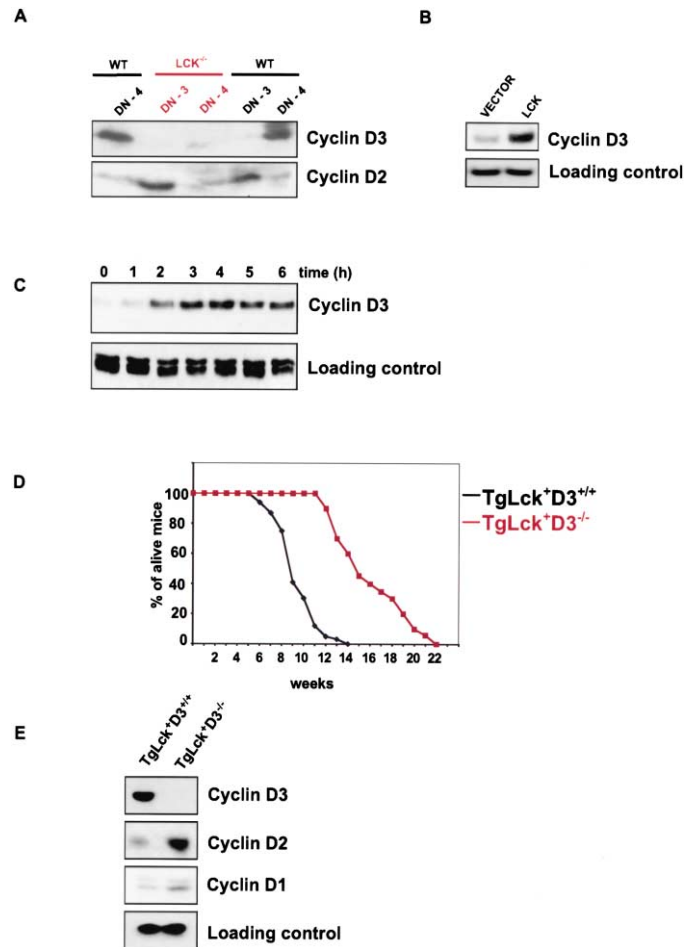 A
WT LCK-/- WT
DN - 4 DN - 3 DN - 4 DN - 3 DN - 4
Cyclin D3
Cyclin D2
B
VECTOR LCK
Cyclin D3
Loading control
C
0 1 2 3 4 5 6 time (h)
Cyclin D3
Loading control
D
% of alive mice
100
80
60
40
20
0
2 4 6 8 10 12 14 16 18 20 22
weeks
TgLck+D3+/+
TgLck+D3-/-
E
TgLck+D3+/+ TgLck+D3-/-
Cyclin D3
Cyclin D2
Cyclin D1
Loading control